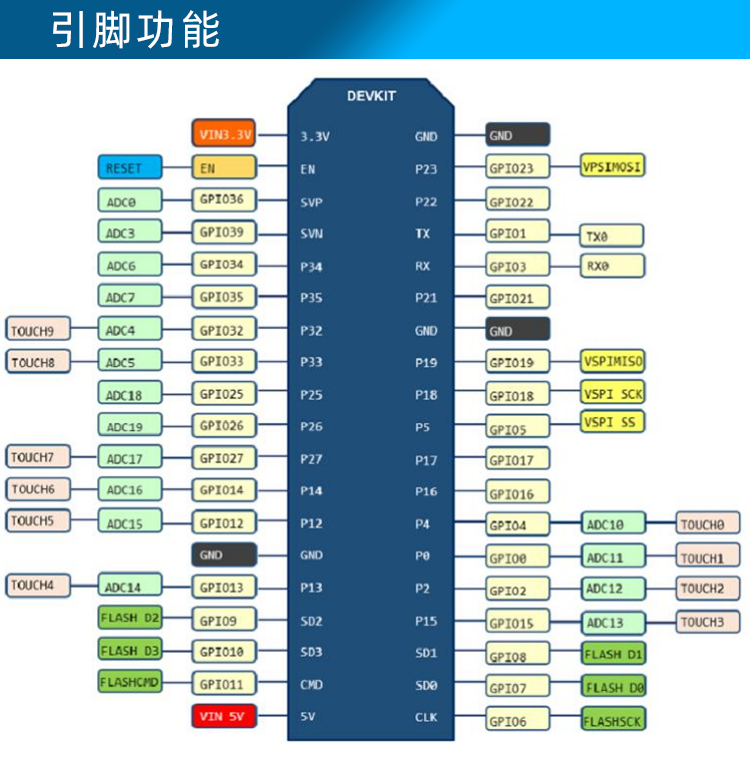 引脚功能
DEVKIT
VIN3.3V 3.3V GND GND
RESET EN EN P23 GPIO23 VPSIMOSI
ADC0 GPIO36 SVP P22 GPIO22
ADC3 GPIO39 SVN TX GPIO1 TX0
ADC6 GPIO34 P34 RX GPIO3 RX0
ADC7 GPIO35 P35 P21 GPIO21
TOUCH9 ADC4 GPIO32 P32 GND GND
TOUCH8 ADC5 GPIO33 P33 P19 GPIO19 VSPIMISO
ADC18 GPIO25 P25 P18 GPIO18 VSPI SCK
ADC19 GPIO26 P26 P5 GPIO5 VSPI SS
TOUCH7 ADC17 GPIO27 P27 P17 GPIO17
TOUCH6 ADC16 GPIO14 P14 P16 GPIO16
TOUCH5 ADC15 GPIO12 P12 P4 GPIO4 ADC10 TOUCH0
GND GND P0 GPIO0 ADC11 TOUCH1
TOUCH4 ADC14 GPIO13 P13 P2 GPIO2 ADC12 TOUCH2
FLASH D2 GPIO9 SD2 P15 GPIO15 ADC13 TOUCH3
FLASH D3 GPIO10 SD3 SD1 GPIO8 FLASH D1
FLASHCMD GPIO11 CMD SD0 GPIO7 FLASH D0
VIN 5V 5V CLK GPIO6 FLASHSCK